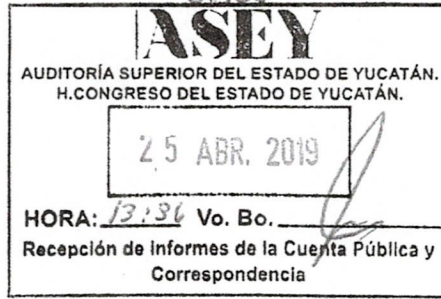 ASEY
AUDITORÍA SUPERIOR DEL ESTADO DE YUCATÁN.
H.CONGRESO DEL ESTADO DE YUCATÁN.
25 ABR. 2019
HORA: 13:36 Vo. Bo.
Recepción de Informes de la Cuenta Pública y
Correspondencia